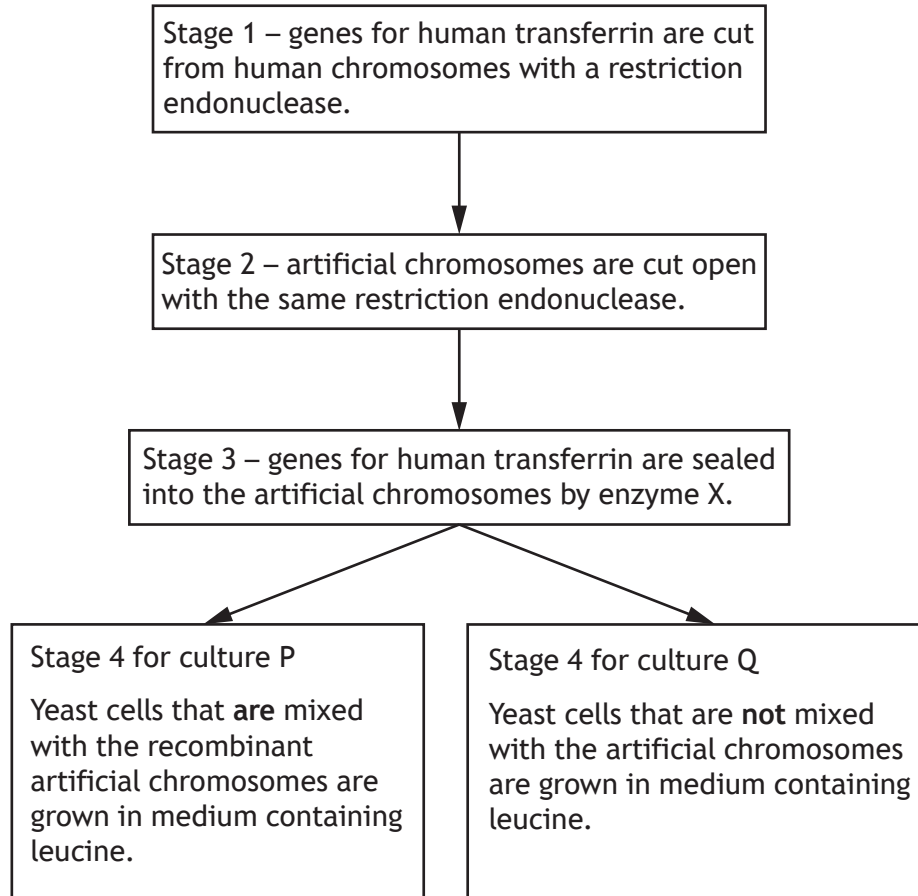 Stage 1 – genes for human transferrin are cut
from human chromosomes with a restriction
endonuclease.
Stage 2 – artificial chromosomes are cut open
with the same restriction endonuclease.
Stage 3 – genes for human transferrin are sealed
into the artificial chromosomes by enzyme X.
Stage 4 for culture P
Yeast cells that are mixed
with the recombinant
artificial chromosomes are
grown in medium containing
leucine.
Stage 4 for culture Q
Yeast cells that are not mixed
with the artificial chromosomes
are grown in medium containing
leucine.